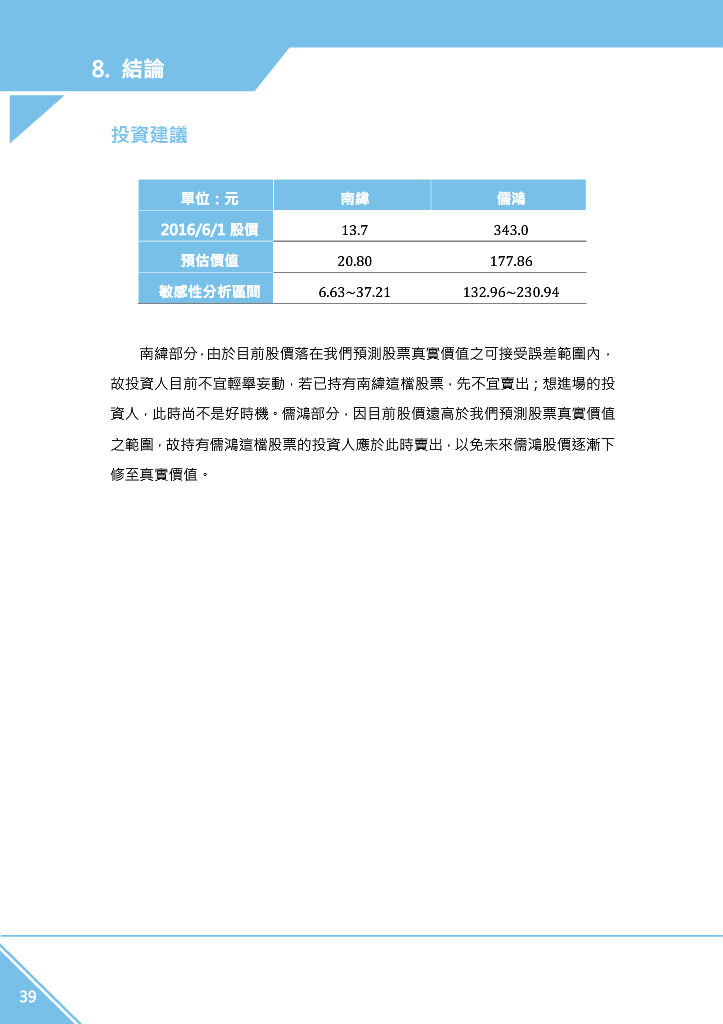 8. 結論
投資建議
單位：元 南緯 儒鴻
2016/6/1 股價 13.7 343.0
預估價值 20.80 177.86
敏感性分析區間 6.63~37.21 132.96~230.94
南緯部分，由於目前股價落在我們預測股票真實價值之可接受誤差範圍內，
故投資人目前不宜輕舉妄動，若已持有南緯這檔股票，先不宜賣出；想進場的投
資人，此時尚不是好時機。儒鴻部分，因目前股價遠高於我們預測股票真實價值
之範圍，故持有儒鴻這檔股票的投資人應於此時賣出，以免未來儒鴻股價逐漸下
修至真實價值。
39